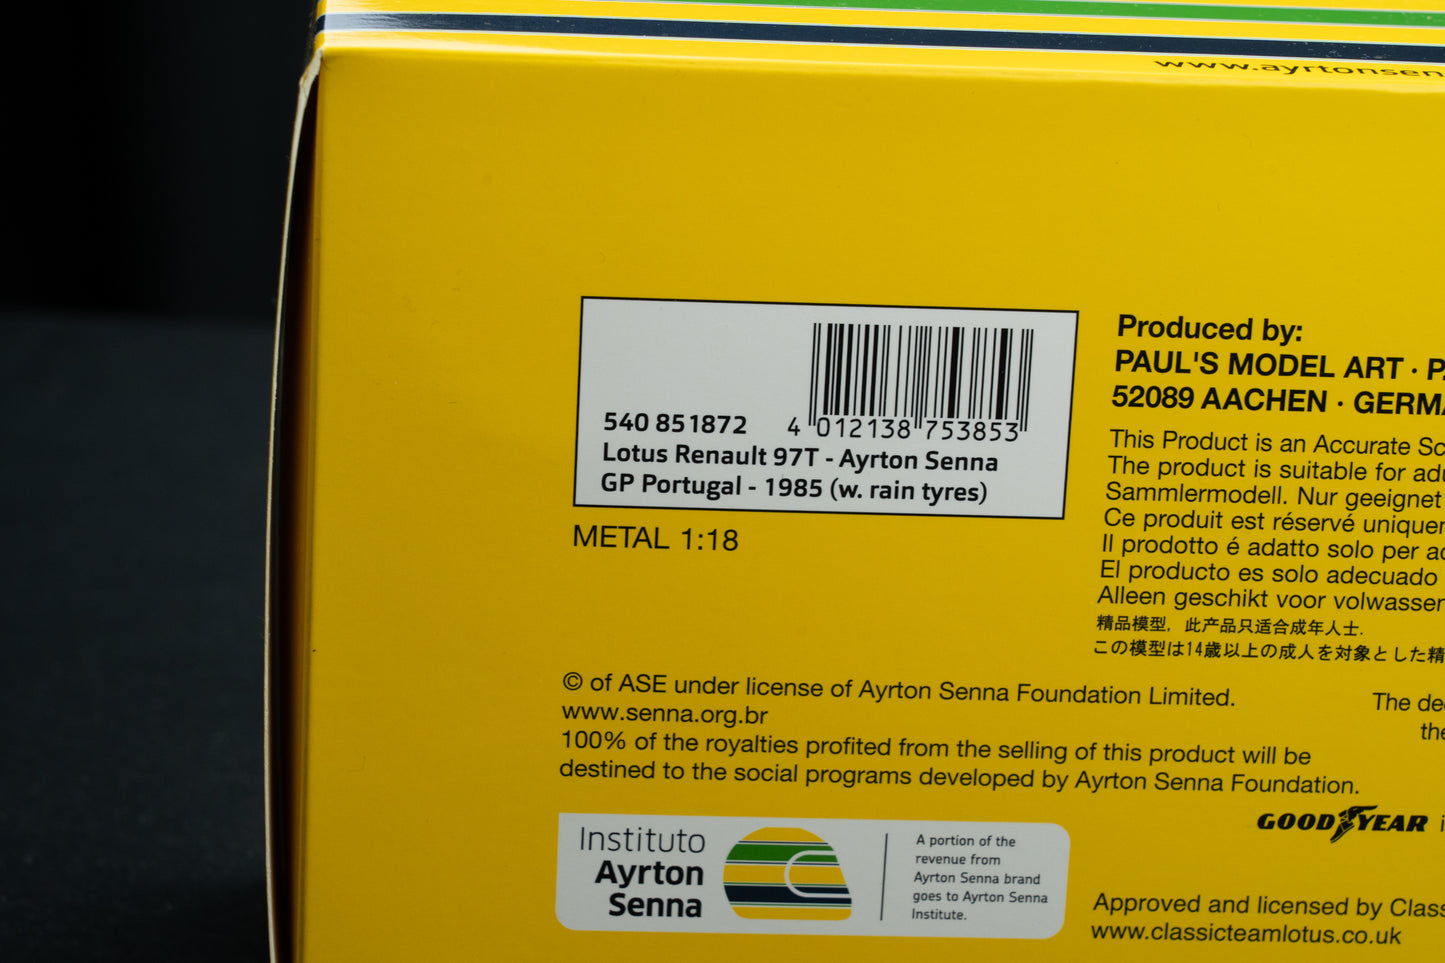 www.ayrtonsen
540 851872
4 012138 753853
Lotus Renault 97T - Ayrton Senna
GP Portugal - 1985 (w. rain tyres)
METAL 1:18
Produced by:
PAUL'S MODEL ART · P.
52089 AACHEN · GERMA
This Product is an Accurate Sc
The product is suitable for adu
Sammlermodell. Nur geeignet
Ce produit est réservé uniquem
Il prodotto é adatto solo per ad
El producto es solo adecuado
Alleen geschikt voor volwassen
精品模型, 此产品只适合成年人士.
この模型は14歳以上の成人を対象とした精
© of ASE under license of Ayrton Senna Foundation Limited.
www.senna.org.br
100% of the royalties profited from the selling of this product will be
destined to the social programs developed by Ayrton Senna Foundation.
The dec
the
GOODYEAR i
Instituto
Ayrton
Senna
A portion of the
revenue from
Ayrton Senna brand
goes to Ayrton Senna
Institute.
Approved and licensed by Class
www.classicteamlotus.co.uk